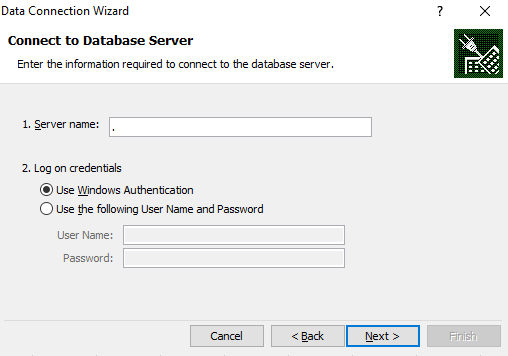 Data Connection Wizard
?
Connect to Database Server
Enter the information required to connect to the database server.
1. Server name: .
2. Log on credentials
Use Windows Authentication
Use the following User Name and Password
User Name:
Password:
Cancel < Back Next > Finish